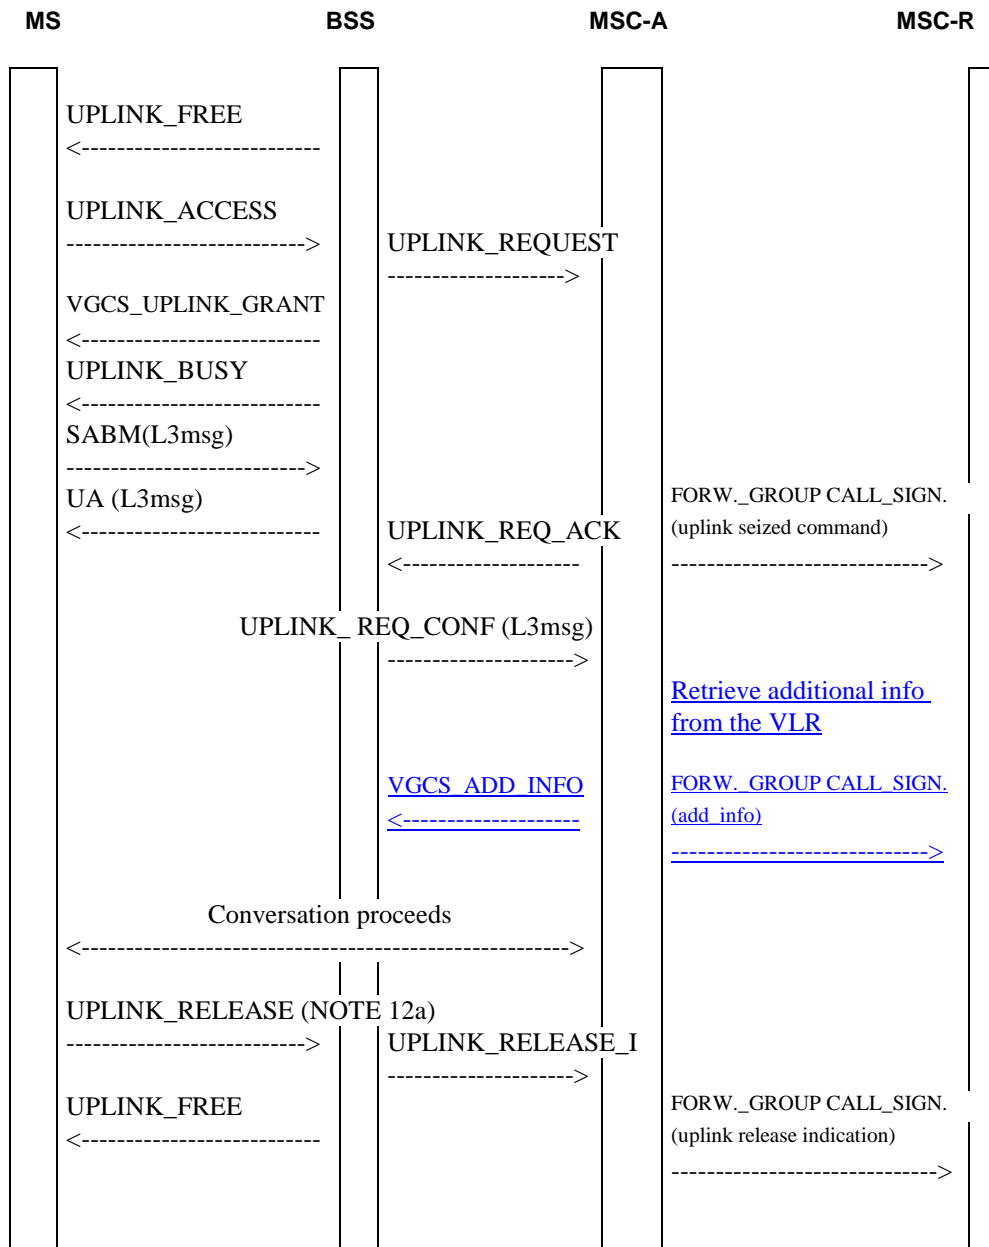 MS BSS MSC-A MSC-R
UPLINK_FREE
<---------------------------
UPLINK_ACCESS
---------------------------> UPLINK_REQUEST
-------------------->
VGCS_UPLINK_GRANT
<---------------------------
UPLINK_BUSY
<---------------------------
SABM(L3msg)
--------------------------->
UA (L3msg) FORW._GROUP CALL_SIGN.
<--------------------------- UPLINK_REQ_ACK (uplink seized command)
<-------------------- ----------------------------->
UPLINK_ REQ_CONF (L3msg)
--------------------->
Retrieve additional info
from the VLR
VGCS_ADD_INFO FORW._GROUP CALL_SIGN.
<-------------------- (add_info)
----------------------------->
Conversation proceeds
<------------------------------------------------------->
UPLINK_RELEASE (NOTE 12a)
---------------------------> UPLINK_RELEASE_I
--------------------->
UPLINK_FREE FORW._GROUP CALL_SIGN.
<--------------------------- (uplink release indication)
------------------------------>